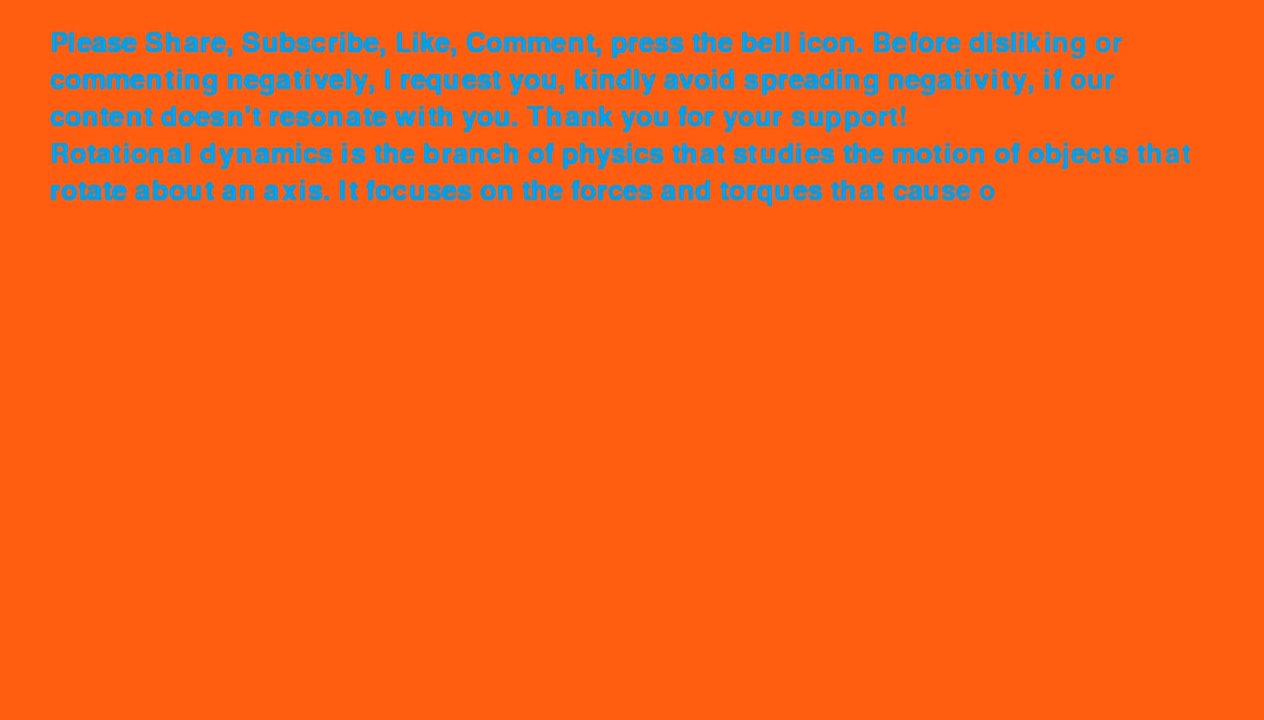 Please Share, Subscribe, Like, Comment, press the bell icon. Before disliking or
commenting negatively, I request you, kindly avoid spreading negativity, if our
content doesn't resonate with you. Thank you for your support!
Rotational dynamics is the branch of physics that studies the motion of objects that
rotate about an axis. It focuses on the forces and torques that cause o